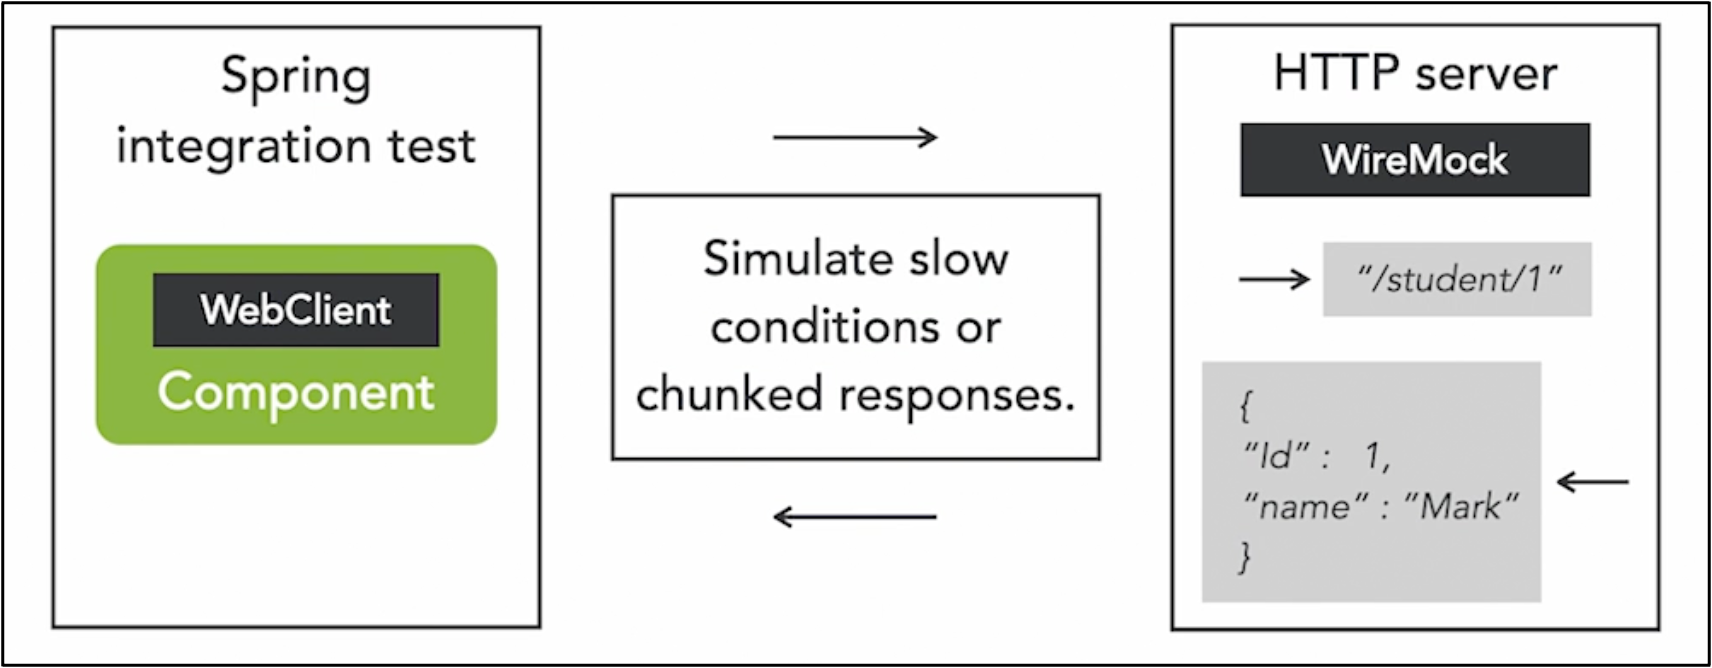 Spring
integration test
WebClient
Component
Simulate slow
conditions or
chunked responses.
HTTP server
WireMock
“/student/1”
{
“Id” : 1,
“name” : “Mark“
}